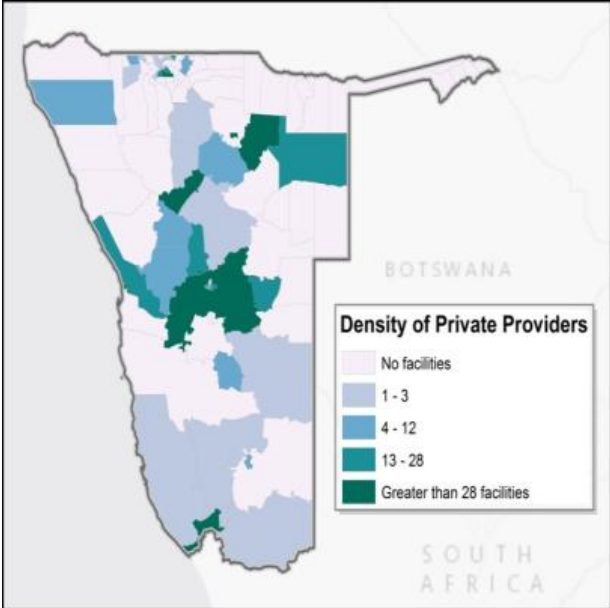 BOTSWANA
Density of Private Providers
No facilities
1 - 3
4 - 12
13 - 28
Greater than 28 facilities
SOUTH
AFRICA